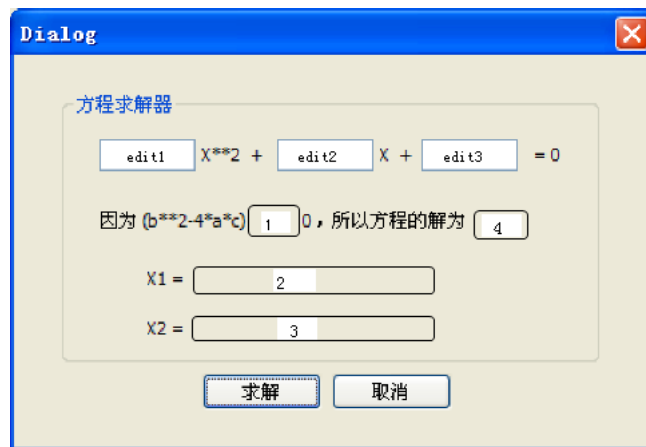 Dialog
方程求解器
edit1 X**2 + edit2 X + edit3 = 0
因为 (b**2-4*a*c) 1 0，所以方程的解为 4
X1 = 2
X2 = 3
求解 取消